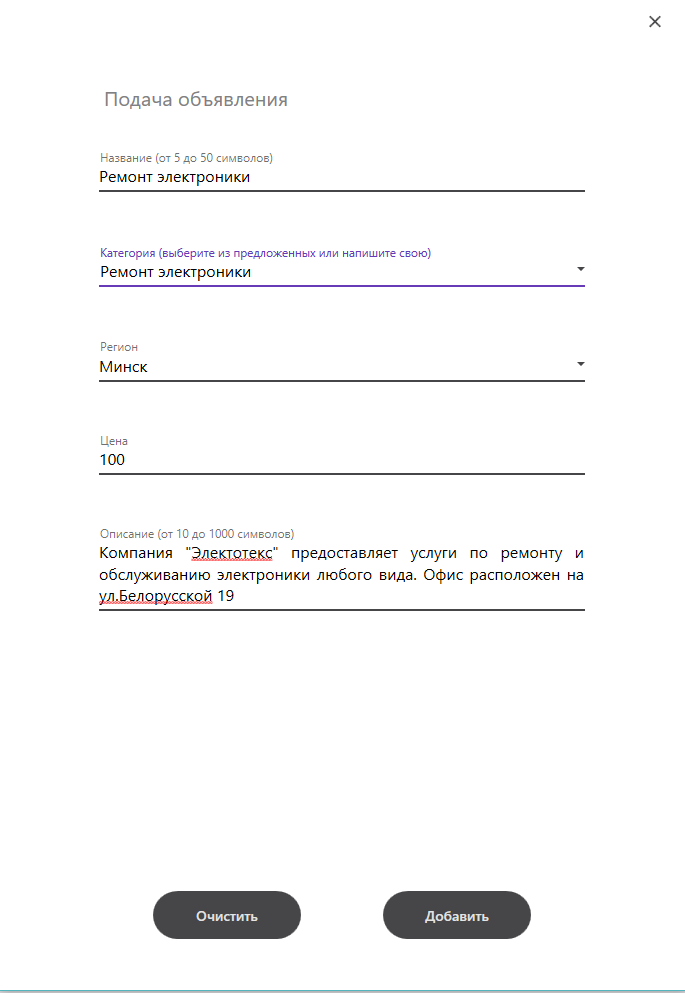 Подача объявления
Название (от 5 до 50 символов)
Ремонт электроники
Категория (выберите из предложенных или напишите свою)
Ремонт электроники
Регион
Минск
Цена
100
Описание (от 10 до 1000 символов)
Компания "Электотекс" предоставляет услуги по ремонту и
обслуживанию электроники любого вида. Офис расположен на
ул.Белорусской 19
Очистить Добавить